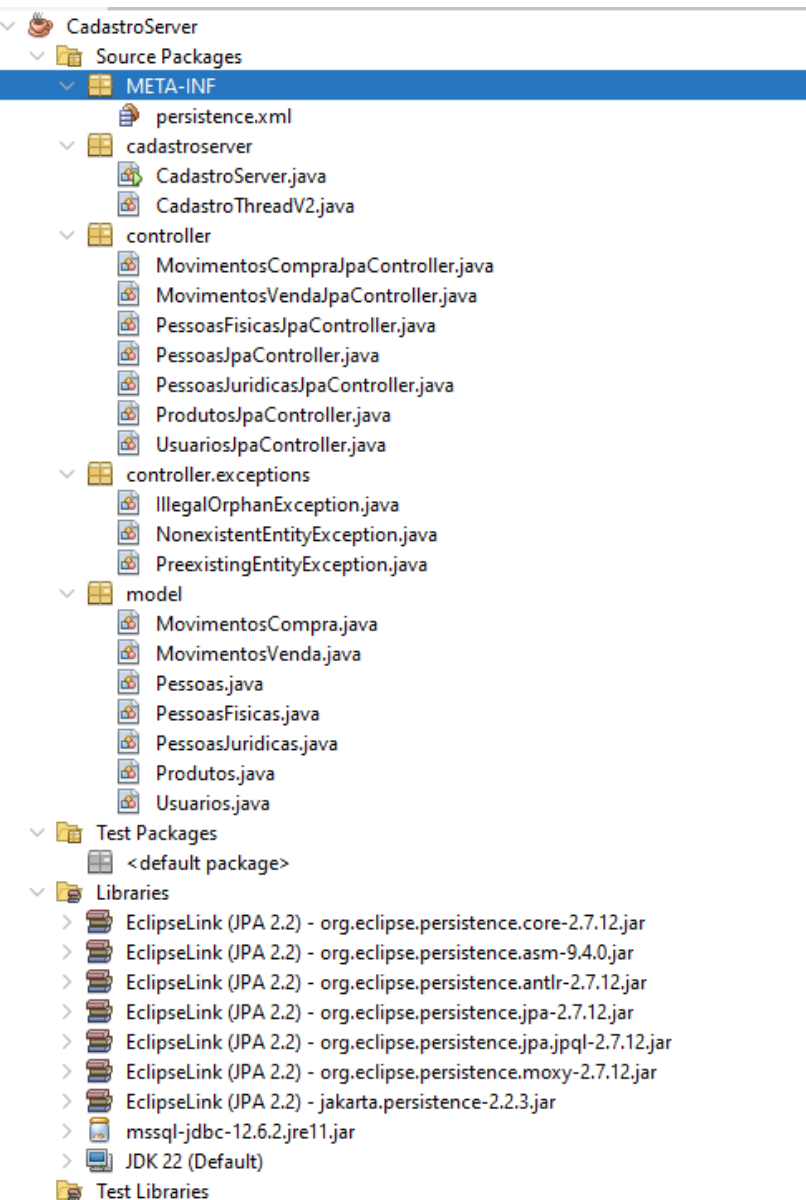 CadastroServer
Source Packages
META-INF
persistence.xml
cadastroserver
CadastroServer.java
CadastroThreadV2.java
controller
MovimentosCompraJpaController.java
MovimentosVendaJpaController.java
PessoasFisicasJpaController.java
PessoasJpaController.java
PessoasJuridicasJpaController.java
ProdutosJpaController.java
UsuariosJpaController.java
controller.exceptions
IllegalOrphanException.java
NonexistentEntityException.java
PreexistingEntityException.java
model
MovimentosCompra.java
MovimentosVenda.java
Pessoas.java
PessoasFisicas.java
PessoasJuridicas.java
Produtos.java
Usuarios.java
Test Packages
<default package>
Libraries
EclipseLink (JPA 2.2) - org.eclipse.persistence.core-2.7.12.jar
EclipseLink (JPA 2.2) - org.eclipse.persistence.asm-9.4.0.jar
EclipseLink (JPA 2.2) - org.eclipse.persistence.antlr-2.7.12.jar
EclipseLink (JPA 2.2) - org.eclipse.persistence.jpa-2.7.12.jar
EclipseLink (JPA 2.2) - org.eclipse.persistence.jpa.jpql-2.7.12.jar
EclipseLink (JPA 2.2) - org.eclipse.persistence.moxy-2.7.12.jar
EclipseLink (JPA 2.2) - jakarta.persistence-2.2.3.jar
mssql-jdbc-12.6.2.jre11.jar
JDK 22 (Default)
Test Libraries